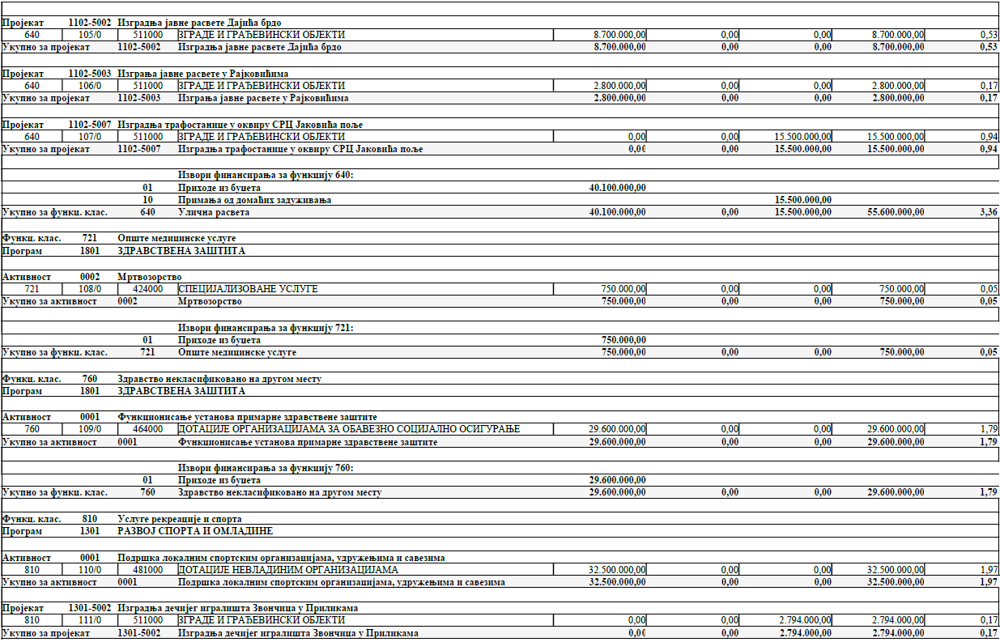 Пројекат 1102-5002 Изградња јавне расвете Дајића брдо
640 105/0 511000 ЗГРАДЕ И ГРАЂЕВИНСКИ ОБЈЕКТИ 8.700.000,00 0,00 0,00 8.700.000,00 0,53
Укупно за пројекат 1102-5002 Изградња јавне расвете Дајића брдо 8.700.000,00 0,00 0,00 8.700.000,00 0,53
Пројекат 1102-5003 Изграња јавне расвете у Рајковићима
640 106/0 511000 ЗГРАДЕ И ГРАЂЕВИНСКИ ОБЈЕКТИ 2.800.000,00 0,00 0,00 2.800.000,00 0,17
Укупно за пројекат 1102-5003 Изграња јавне расвете у Рајковићима 2.800.000,00 0,00 0,00 2.800.000,00 0,17
Пројекат 1102-5007 Изградња трафостанице у оквиру СРЦ Јаковића поље
640 107/0 511000 ЗГРАДЕ И ГРАЂЕВИНСКИ ОБЈЕКТИ 0,00 0,00 15.500.000,00 15.500.000,00 0,94
Укупно за пројекат 1102-5007 Изградња трафостанице у оквиру СРЦ Јаковића поље 0,00 0,00 15.500.000,00 15.500.000,00 0,94
Извори финансирања за функцију 640:
01 Приходе из буџета 40.100.000,00
10 Примања од домаћих задуживања 15.500.000,00
Укупно за функц. клас. 640 Улична расвета 40.100.000,00 0,00 15.500.000,00 55.600.000,00 3,36
Функц. клас. 721 Опште медицинске услуге
Програм 1801 ЗДРАВСТВЕНА ЗАШТИТА
Активност 0002 Мртвозорство
721 108/0 424000 СПЕЦИЈАЛИЗОВАНЕ УСЛУГЕ 750.000,00 0,00 0,00 750.000,00 0,05
Укупно за активност 0002 Мртвозорство 750.000,00 0,00 0,00 750.000,00 0,05
Извори финансирања за функцију 721:
01 Приходе из буџета 750.000,00
Укупно за функц. клас. 721 Опште медицинске услуге 750.000,00 0,00 0,00 750.000,00 0,05
Функц. клас. 760 Здравство некласификовано на другом месту
Програм 1801 ЗДРАВСТВЕНА ЗАШТИТА
Активност 0001 Функционисање установа примарне здравствене заштите
760 109/0 464000 ДОТАЦИЈЕ ОРГАНИЗАЦИЈАМА ЗА ОБАВЕЗНО СОЦИЈАЛНО ОСИГУРАЊЕ 29.600.000,00 0,00 0,00 29.600.000,00 1,79
Укупно за активност 0001 Функционисање установа примарне здравствене заштите 29.600.000,00 0,00 0,00 29.600.000,00 1,79
Извори финансирања за функцију 760:
01 Приходе из буџета 29.600.000,00
Укупно за функц. клас. 760 Здравство некласификовано на другом месту 29.600.000,00 0,00 0,00 29.600.000,00 1,79
Функц. клас. 810 Услуге рекреације и спорта
Програм 1301 РАЗВОЈ СПОРТА И ОМЛАДИНЕ
Активност 0001 Подршка локалним спортским организацијама, удружењима и савезима
810 110/0 481000 ДОТАЦИЈЕ НЕВЛАДИНИМ ОРГАНИЗАЦИЈАМА 32.500.000,00 0,00 0,00 32.500.000,00 1,97
Укупно за активност 0001 Подршка локалним спортским организацијама, удружењима и савезима 32.500.000,00 0,00 0,00 32.500.000,00 1,97
Пројекат 1301-5002 Изградња дечијег игралишта Звончица у Приликама
810 111/0 511000 ЗГРАДЕ И ГРАЂЕВИНСКИ ОБЈЕКТИ 0,00 0,00 2.794.000,00 2.794.000,00 0,17
Укупно за пројекат 1301-5002 Изградња дечијег игралишта Звончица у Приликама 0,00 0,00 2.794.000,00 2.794.000,00 0,17